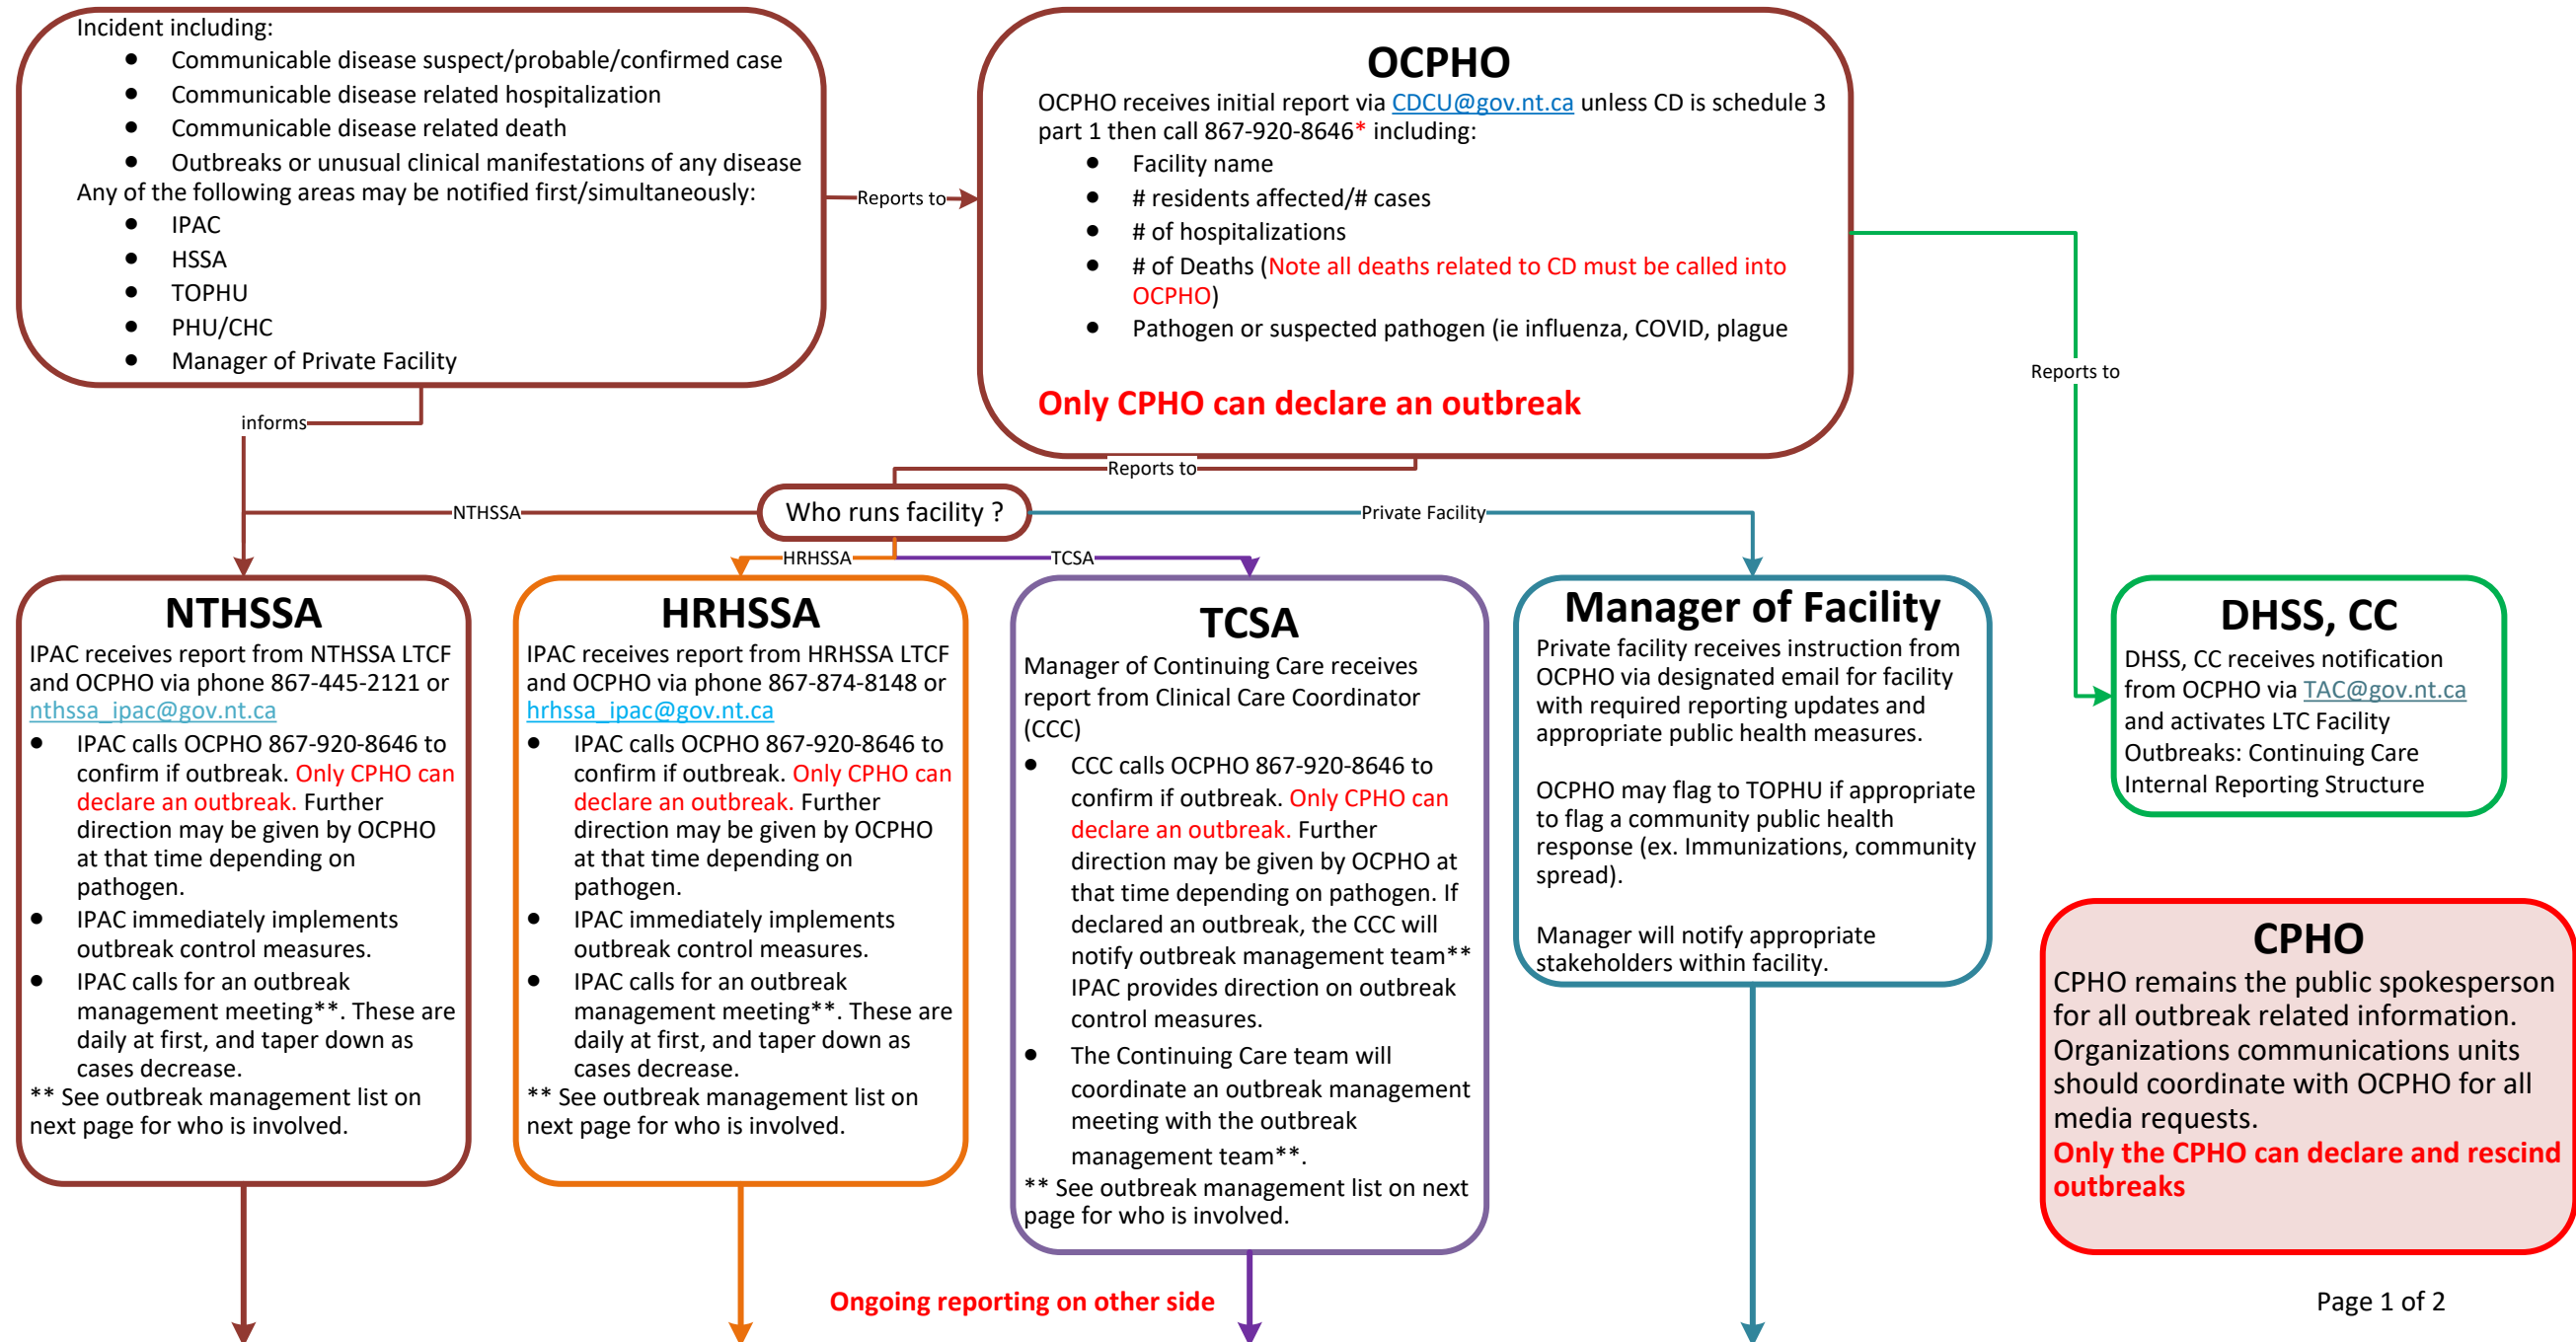 Incident including:
• Communicable disease suspect/probable/confirmed case
• Communicable disease related hospitalization
• Communicable disease related death
• Outbreaks or unusual clinical manifestations of any disease
Any of the following areas may be notified first/simultaneously:
• IPAC
• HSSA
• TOPHU
• PHU/CHC
• Manager of Private Facility
Reports to
OCPHO
OCPHO receives initial report via CDCU@gov.nt.ca unless CD is schedule 3
part 1 then call 867-920-8646* including:
• Facility name
• # residents affected/# cases
• # of hospitalizations
• # of Deaths (Note all deaths related to CD must be called into
OCPHO)
• Pathogen or suspected pathogen (ie influenza, COVID, plague
Only CPHO can declare an outbreak
Reports to
informs
Reports to
Who runs facility ?
NTHSSA
Private Facility
HRHSSA
TCSA
NTHSSA
IPAC receives report from NTHSSA LTCF
and OCPHO via phone 867-445-2121 or
nthssa_ipac@gov.nt.ca
• IPAC calls OCPHO 867-920-8646 to
confirm if outbreak. Only CPHO can
declare an outbreak. Further
direction may be given by OCPHO
at that time depending on
pathogen.
• IPAC immediately implements
outbreak control measures.
• IPAC calls for an outbreak
management meeting**. These are
daily at first, and taper down as
cases decrease.
** See outbreak management list on
next page for who is involved.
HRHSSA
IPAC receives report from HRHSSA LTCF
and OCPHO via phone 867-874-8148 or
hrhssa_ipac@gov.nt.ca
• IPAC calls OCPHO 867-920-8646 to
confirm if outbreak. Only CPHO can
declare an outbreak. Further
direction may be given by OCPHO
at that time depending on
pathogen.
• IPAC immediately implements
outbreak control measures.
• IPAC calls for an outbreak
management meeting**. These are
daily at first, and taper down as
cases decrease.
** See outbreak management list on
next page for who is involved.
TCSA
Manager of Continuing Care receives
report from Clinical Care Coordinator
(CCC)
• CCC calls OCPHO 867-920-8646 to
confirm if outbreak. Only CPHO can
declare an outbreak. Further
direction may be given by OCPHO at
that time depending on pathogen. If
declared an outbreak, the CCC will
notify outbreak management team**
IPAC provides direction on outbreak
control measures.
• The Continuing Care team will
coordinate an outbreak management
meeting with the outbreak
management team**.
** See outbreak management list on next
page for who is involved.
Manager of Facility
Private facility receives instruction from
OCPHO via designated email for facility
with required reporting updates and
appropriate public health measures.
OCPHO may flag to TOPHU if appropriate
to flag a community public health
response (ex. Immunizations, community
spread).
Manager will notify appropriate
stakeholders within facility.
DHSS, CC
DHSS, CC receives notification
from OCPHO via TAC@gov.nt.ca
and activates LTC Facility
Outbreaks: Continuing Care
Internal Reporting Structure
CPHO
CPHO remains the public spokesperson
for all outbreak related information.
Organizations communications units
should coordinate with OCPHO for all
media requests.
Only the CPHO can declare and rescind
outbreaks
Ongoing reporting on other side
Page 1 of 2